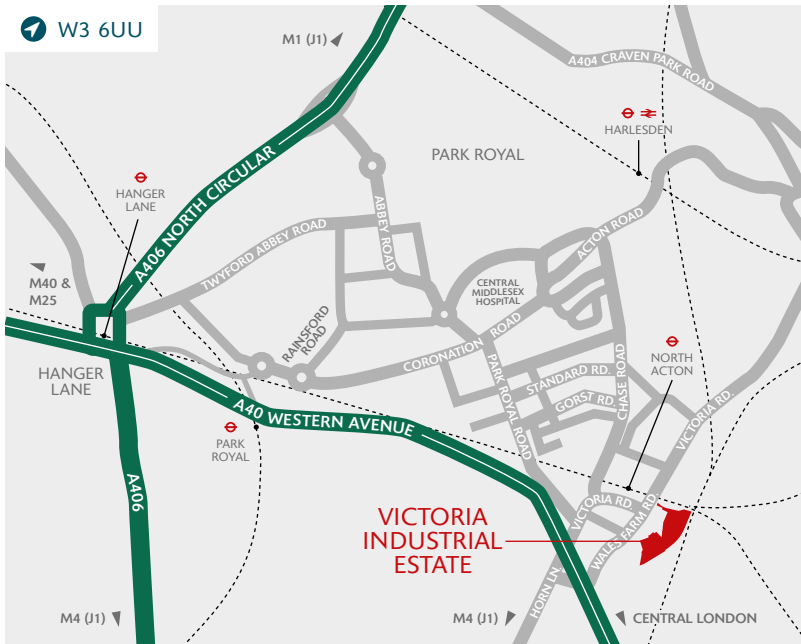 W3 6UU
M1 (J1)
A404 CRAVEN PARK ROAD
HARLESDEN
PARK ROYAL
HANGER
LANE
A406 NORTH CIRCULAR
ABBEY ROAD
ACTON ROAD
TWYFORD ABBEY ROAD
M40 &
M25
CENTRAL
MIDDLESEX
HOSPITAL
RAINSFORD
ROAD
CORONATION ROAD
NORTH
ACTON
HANGER
LANE
PARK ROYAL ROAD
STANDARD RD.
GORST RD.
CHASE ROAD
VICTORIA RD.
A40 WESTERN AVENUE
PARK
ROYAL
A406
VICTORIA
INDUSTRIAL
ESTATE
VICTORIA RD.
WALES FARM RD.
HORN LN.
M4 (J1)
M4 (J1)
CENTRAL LONDON